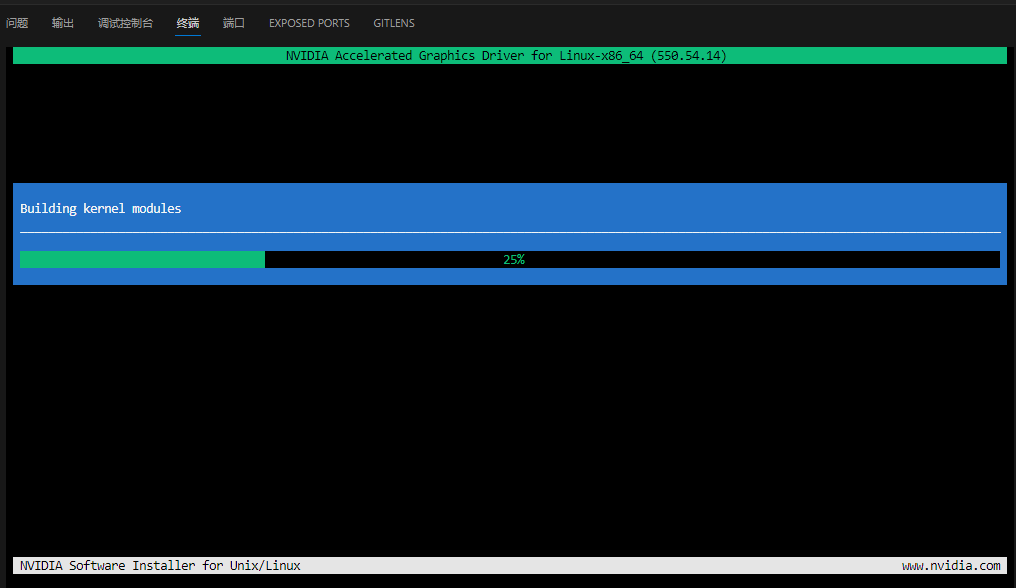 问题 输出 调试控制台 终端 端口 EXPOSED PORTS GITLENS
NVIDIA Accelerated Graphics Driver for Linux-x86_64 (550.54.14)
Building kernel modules
25%
NVIDIA Software Installer for Unix/Linux www.nvidia.com